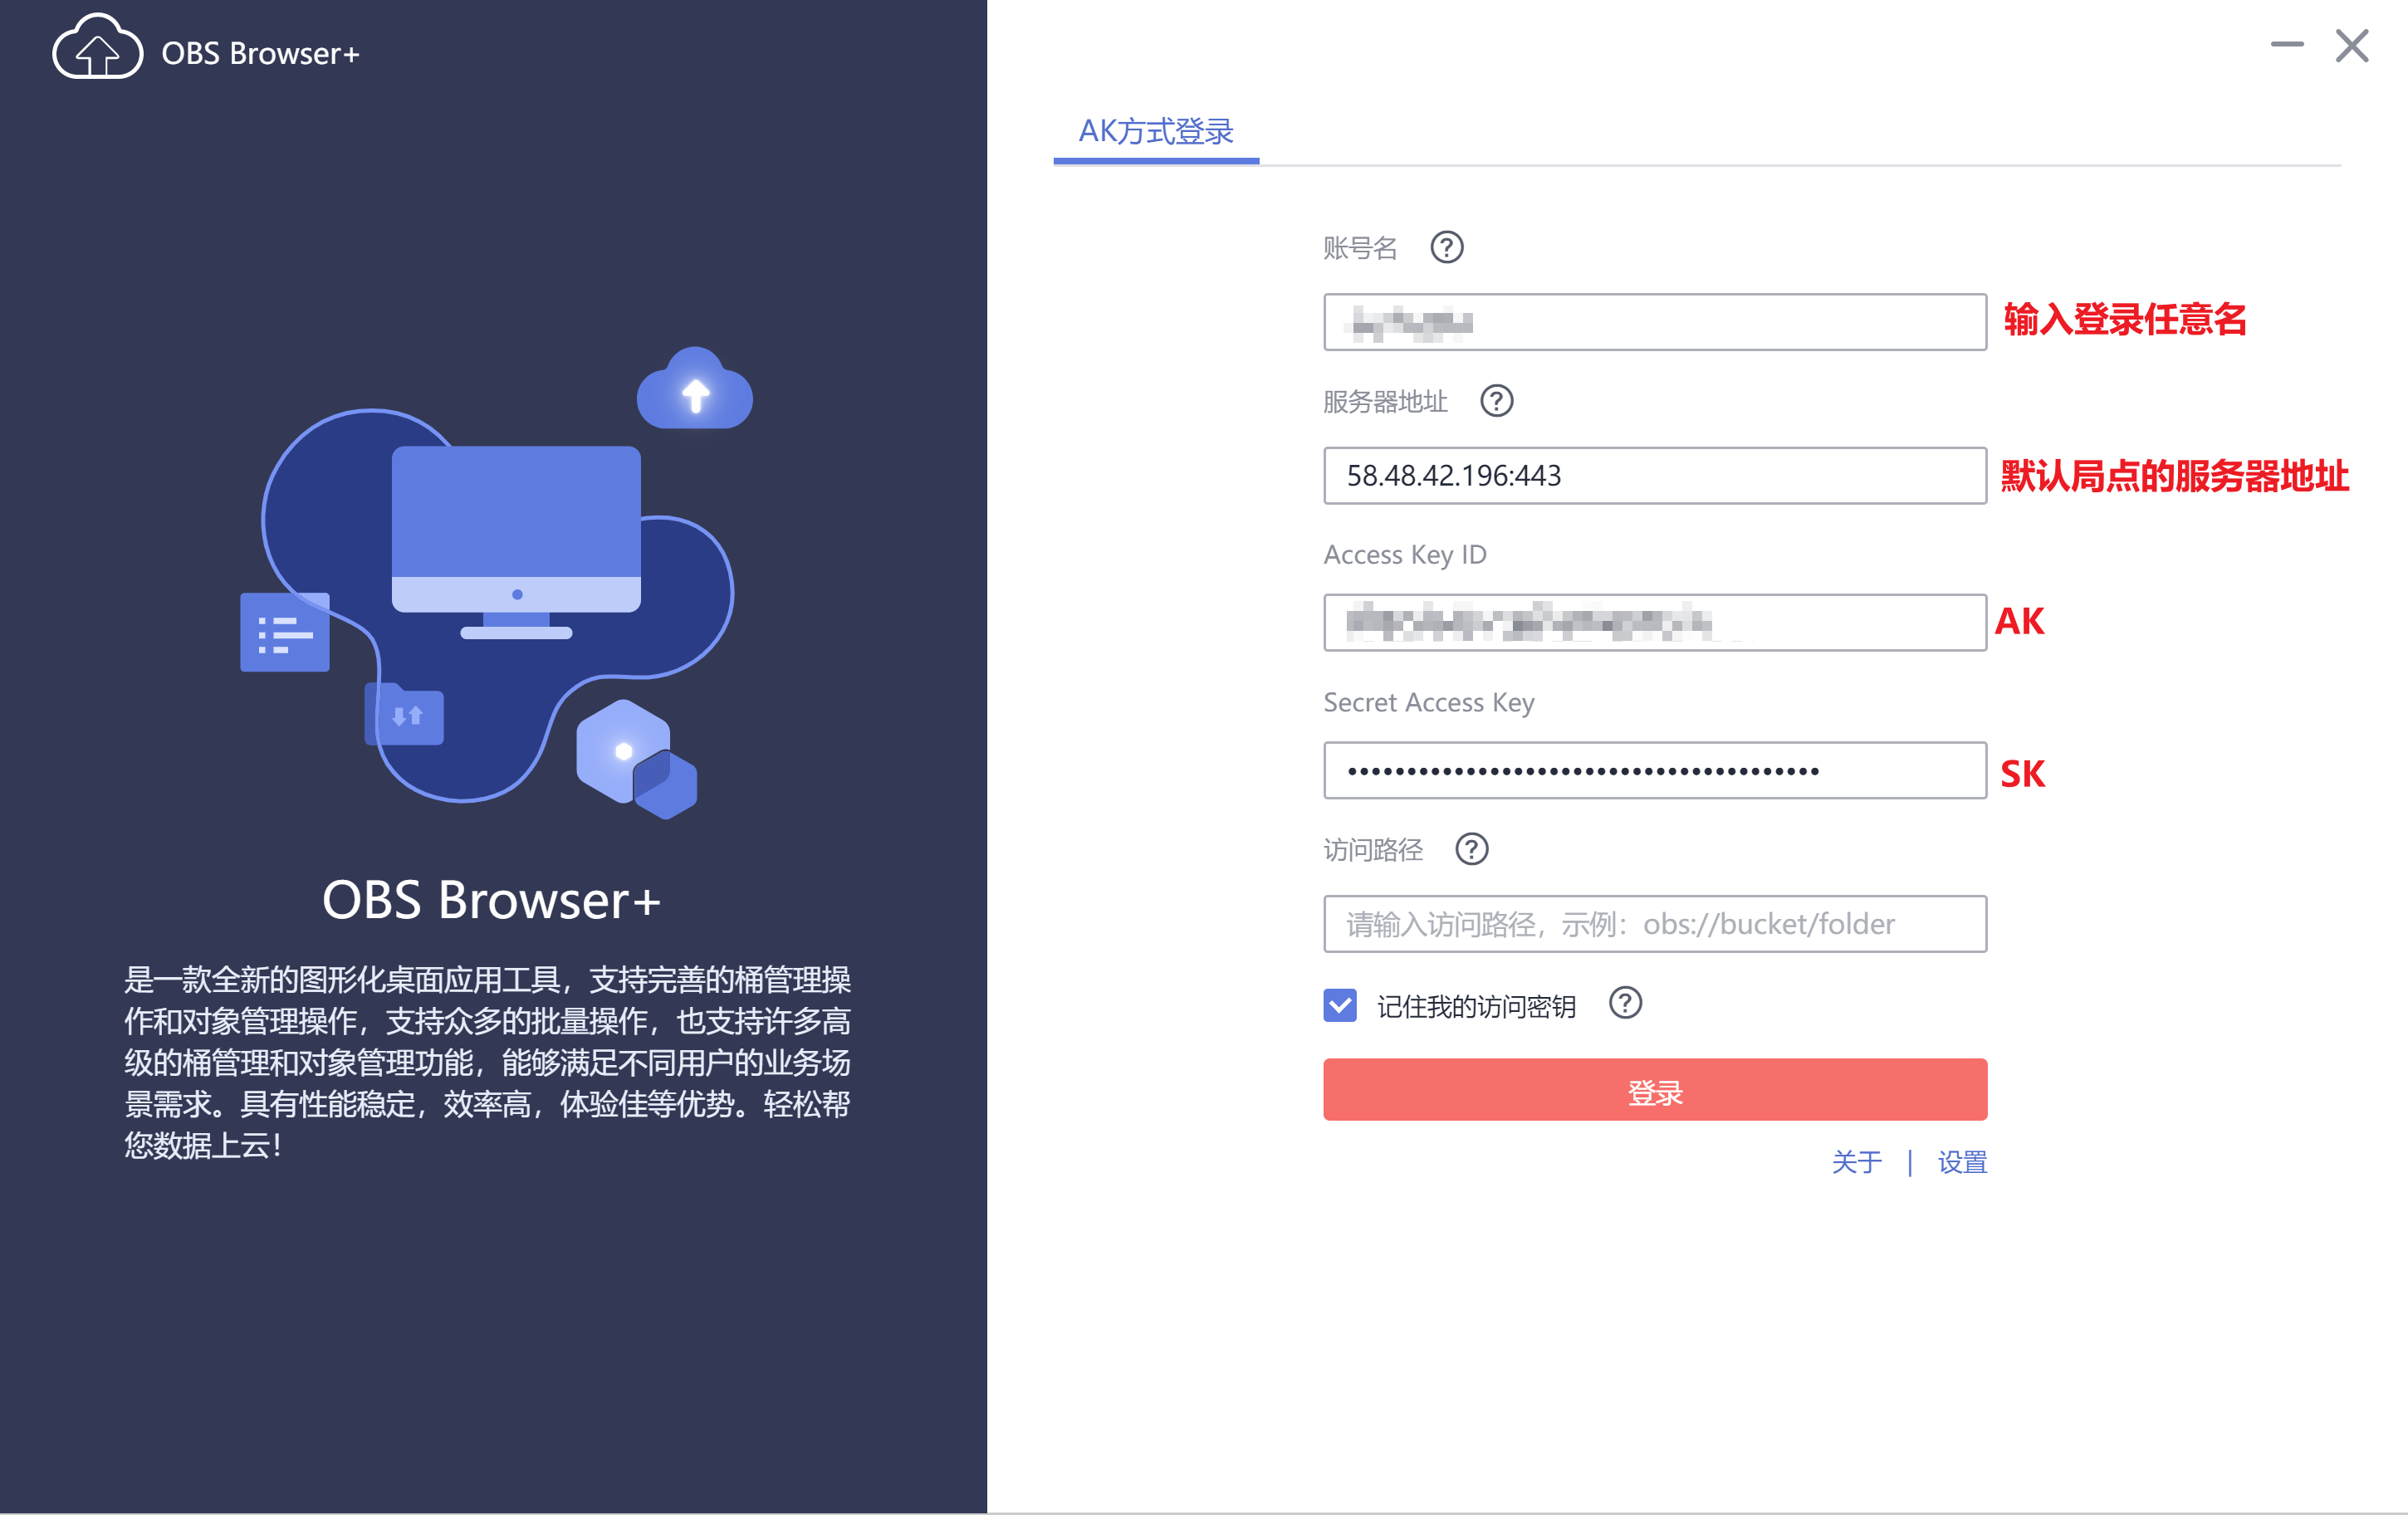 OBS Browser+
OBS Browser+
是一款全新的图形化桌面应用工具，支持完善的桶管理操
作和对象管理操作，支持众多的批量操作，也支持许多高
级的桶管理和对象管理功能，能够满足不同用户的业务场
景需求。具有性能稳定，效率高，体验佳等优势。轻松帮
您数据上云！
AK方式登录
账号名
输入登录任意名
服务器地址
58.48.42.196:443 默认局点的服务器地址
Access Key ID
AK
Secret Access Key
•••••••••••••••••••••••••••••••••••••••• SK
访问路径
请输入访问路径，示例：obs://bucket/folder
记住我的访问密钥
登录
关于 | 设置